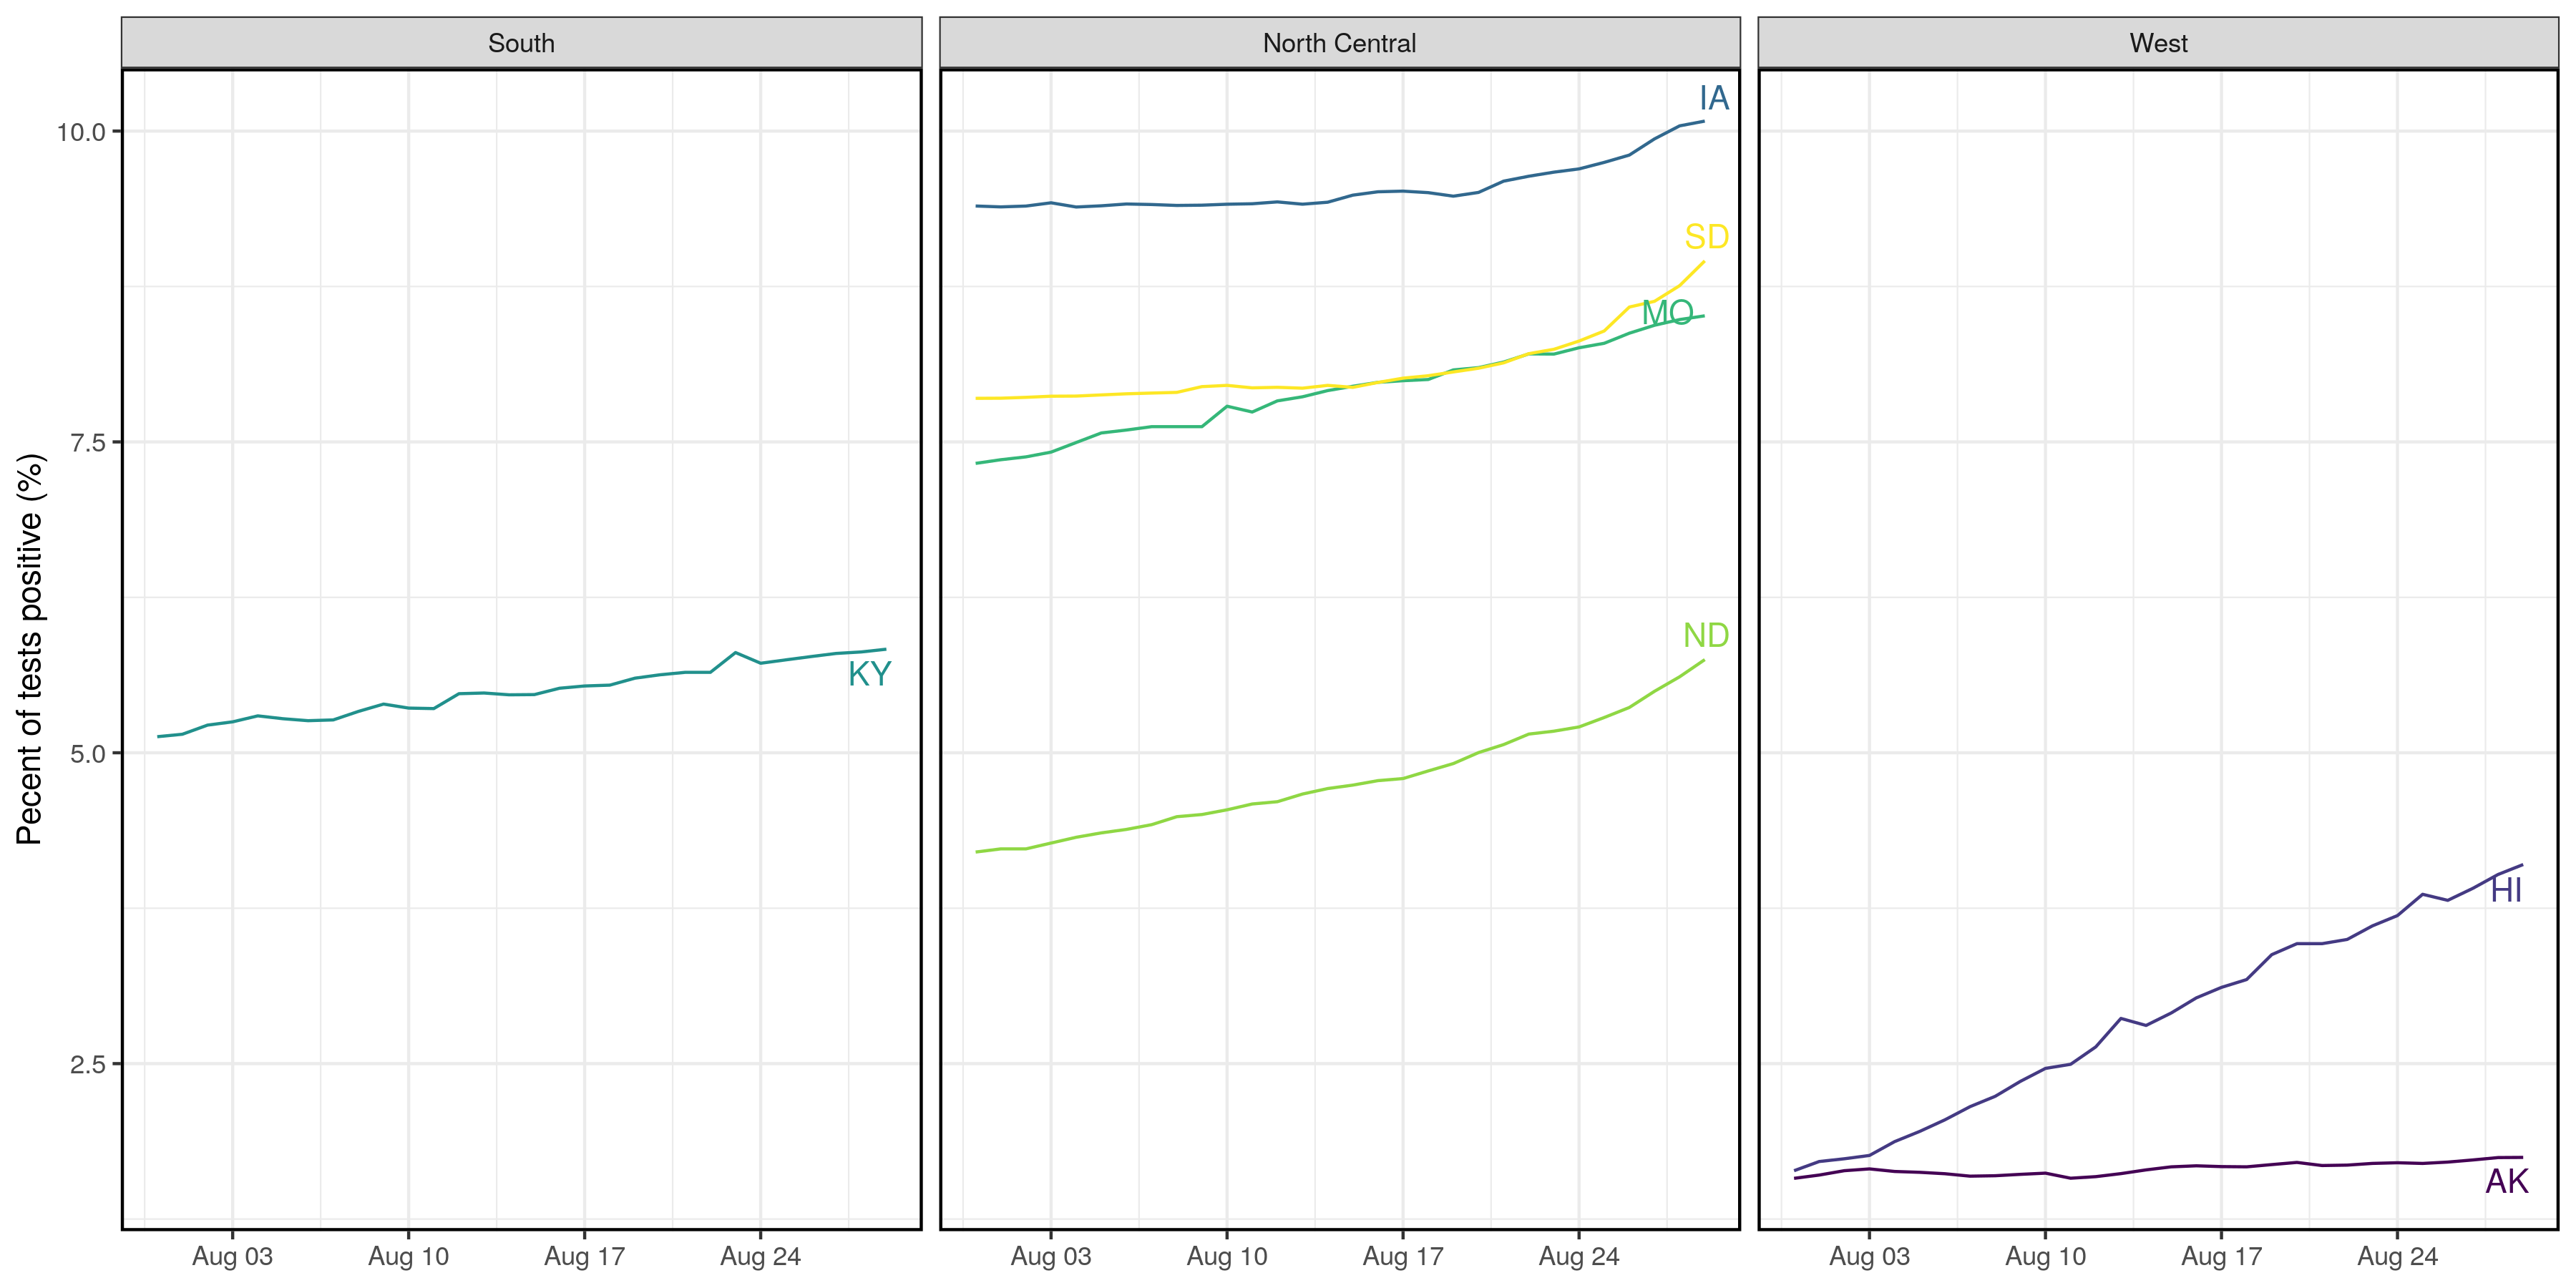 South North Central West
Pecent of tests positive (%)
10.0
7.5
5.0
2.5
KY
IA
SD
MO
ND
HI
AK
Aug 03 Aug 10 Aug 17 Aug 24 Aug 03 Aug 10 Aug 17 Aug 24 Aug 03 Aug 10 Aug 17 Aug 24